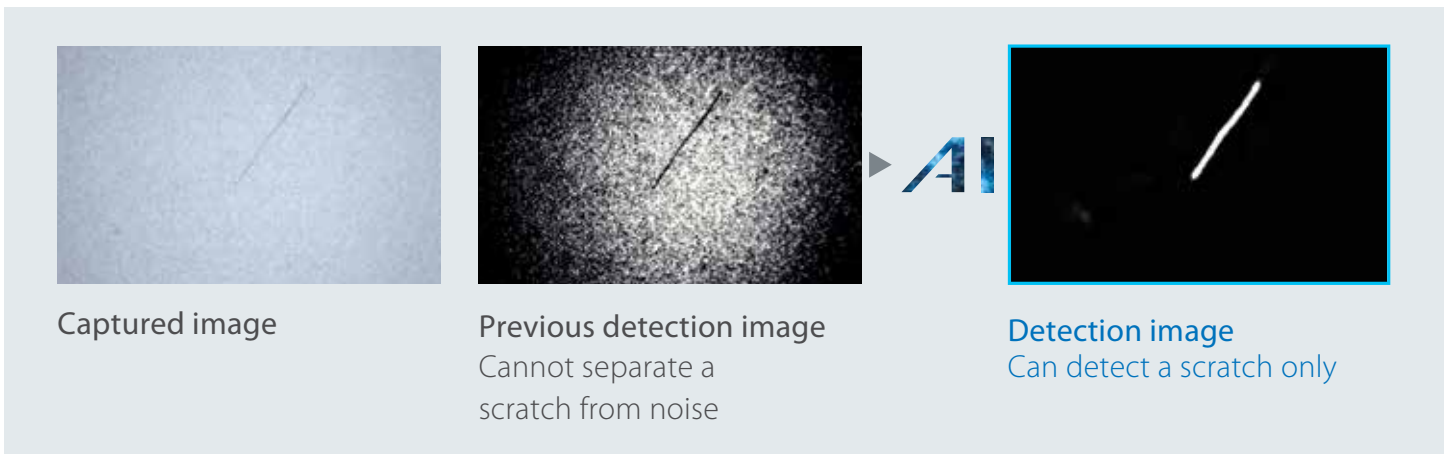 Captured image
Previous detection image
Cannot separate a
scratch from noise
AI
Detection image
Can detect a scratch only